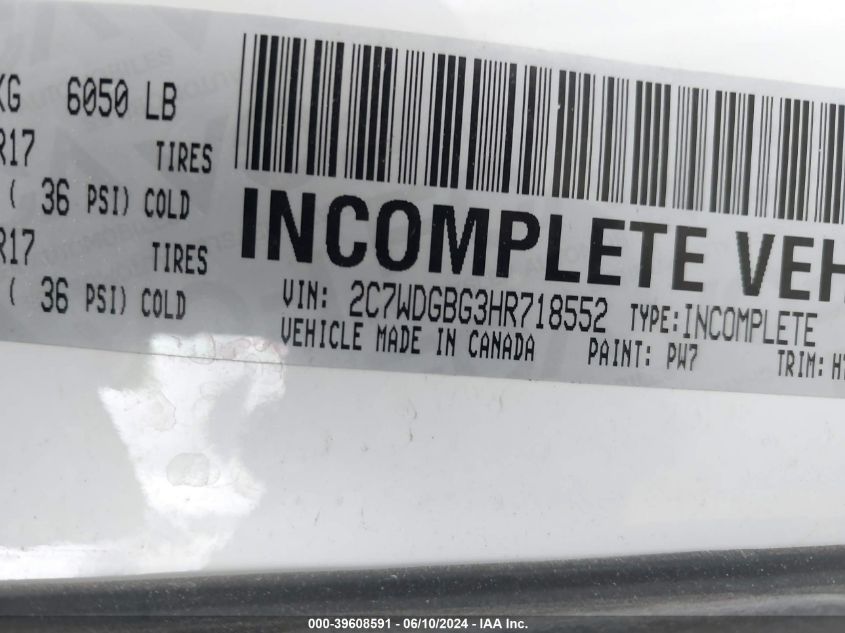 KG 6050 LB
R17 TIRES
( 36 PSI) COLD
R17 TIRES
( 36 PSI) COLD
INCOMPLETE VEH
VIN: 2C7WDGBG3HR718552 TYPE:INCOMPLETE
VEHICLE MADE IN CANADA PAINT: PW7 TRIM: H7
000-39608591 - 06/10/2024 - IAA Inc.